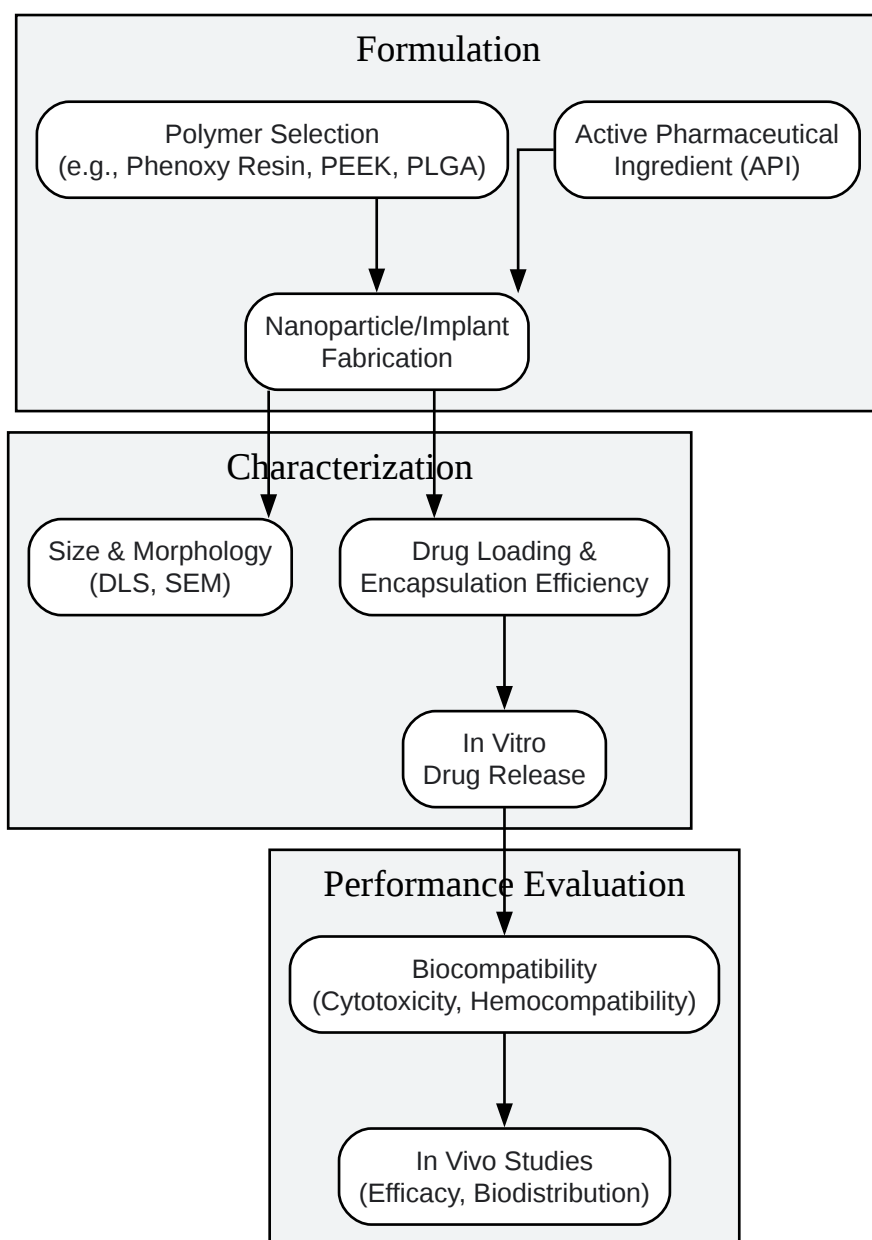 Formulation
Polymer Selection
(e.g., Phenoxy Resin, PEEK, PLGA)
Active Pharmaceutical
Ingredient (API)
Nanoparticle/Implant
Fabrication
Characterization
Size & Morphology
(DLS, SEM)
Drug Loading &
Encapsulation Efficiency
In Vitro
Drug Release
Performance Evaluation
Biocompatibility
(Cytotoxicity, Hemocompatibility)
In Vivo Studies
(Efficacy, Biodistribution)